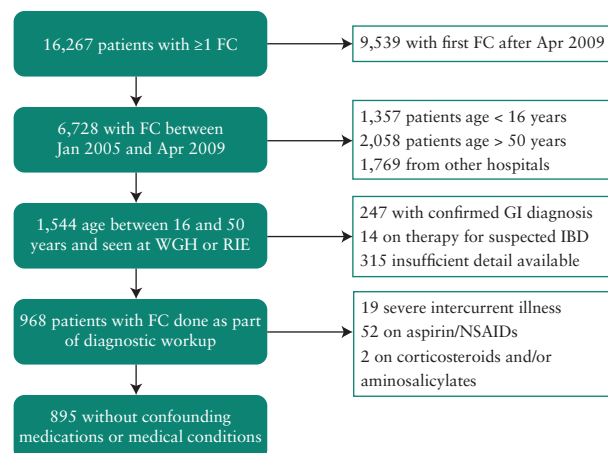 16,267 patients with ≥1 FC
9,539 with first FC after Apr 2009
6,728 with FC between
Jan 2005 and Apr 2009
1,357 patients age < 16 years
2,058 patients age > 50 years
1,769 from other hospitals
1,544 age between 16 and 50
years and seen at WGH or RIE
247 with confirmed GI diagnosis
14 on therapy for suspected IBD
315 insufficient detail available
968 patients with FC done as part
of diagnostic workup
19 severe intercurrent illness
52 on aspirin/NSAIDs
2 on corticosteroids and/or
aminosalicylates
895 without confounding
medications or medical conditions